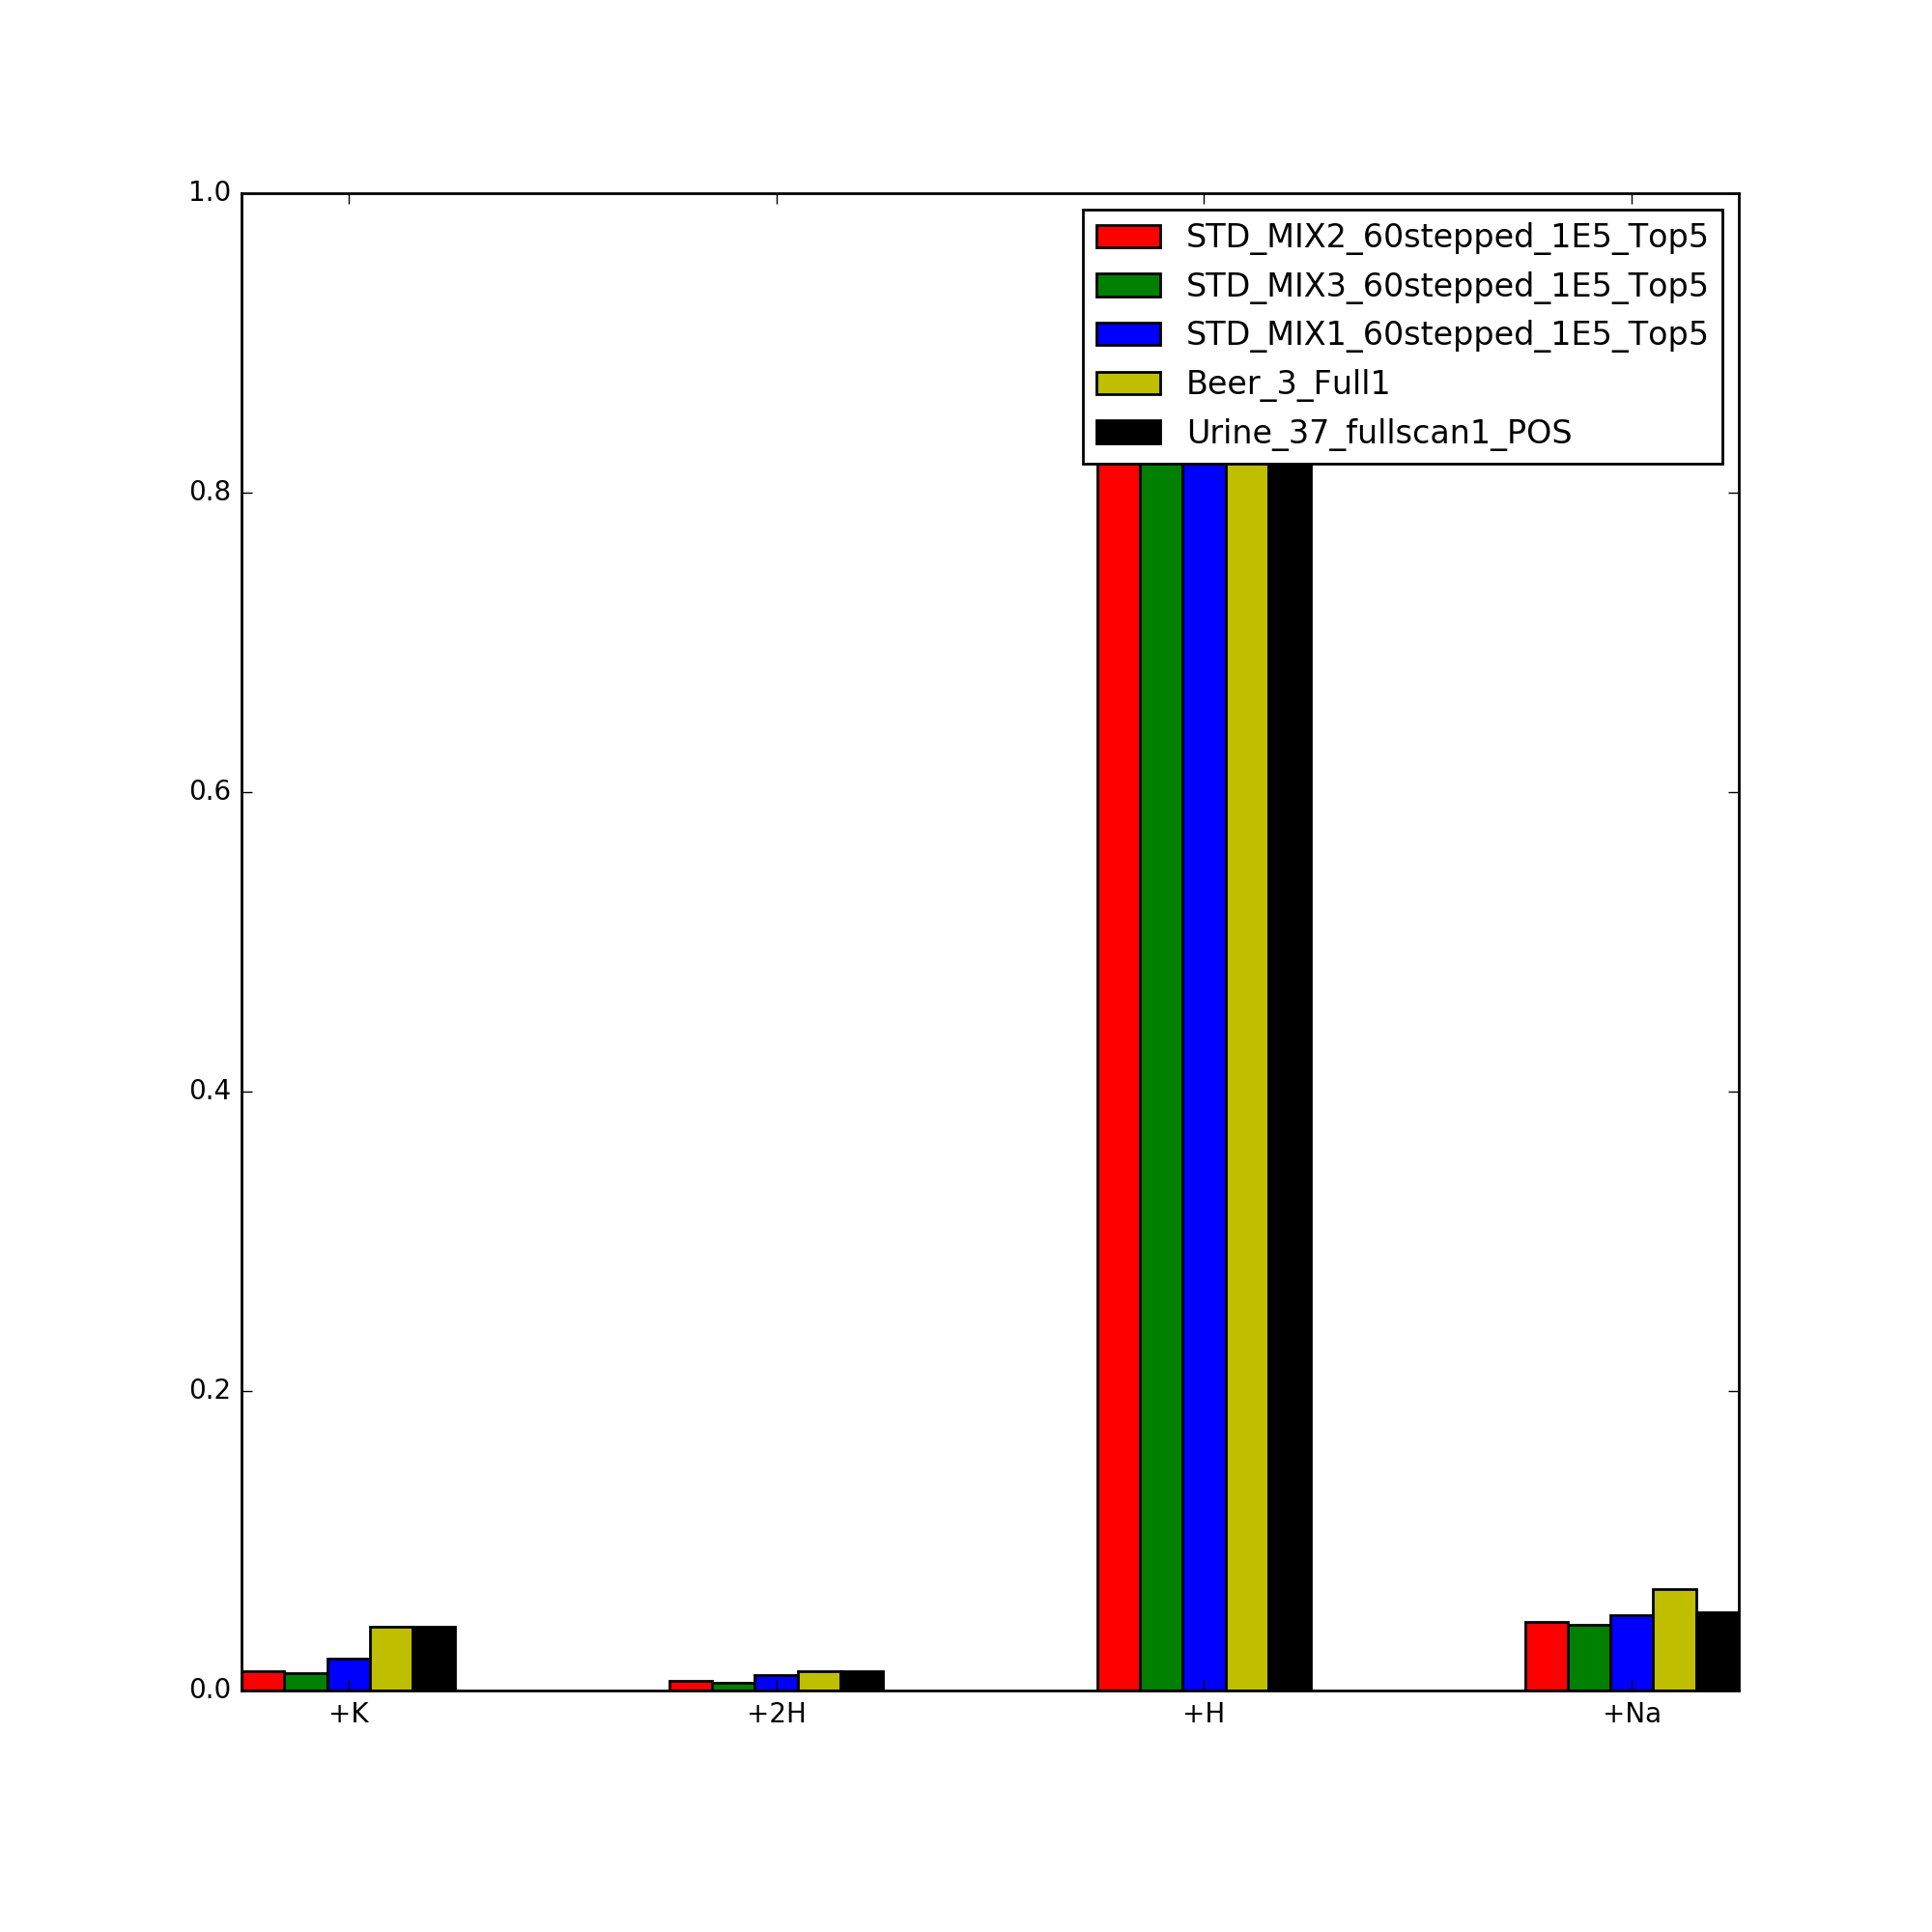 1.0
0.8
0.6
0.4
0.2
0.0
STD_MIX2_60stepped_1E5_Top5
STD_MIX3_60stepped_1E5_Top5
STD_MIX1_60stepped_1E5_Top5
Beer_3_Full1
Urine_37_fullscan1_POS
+K
+2H
+H
+Na